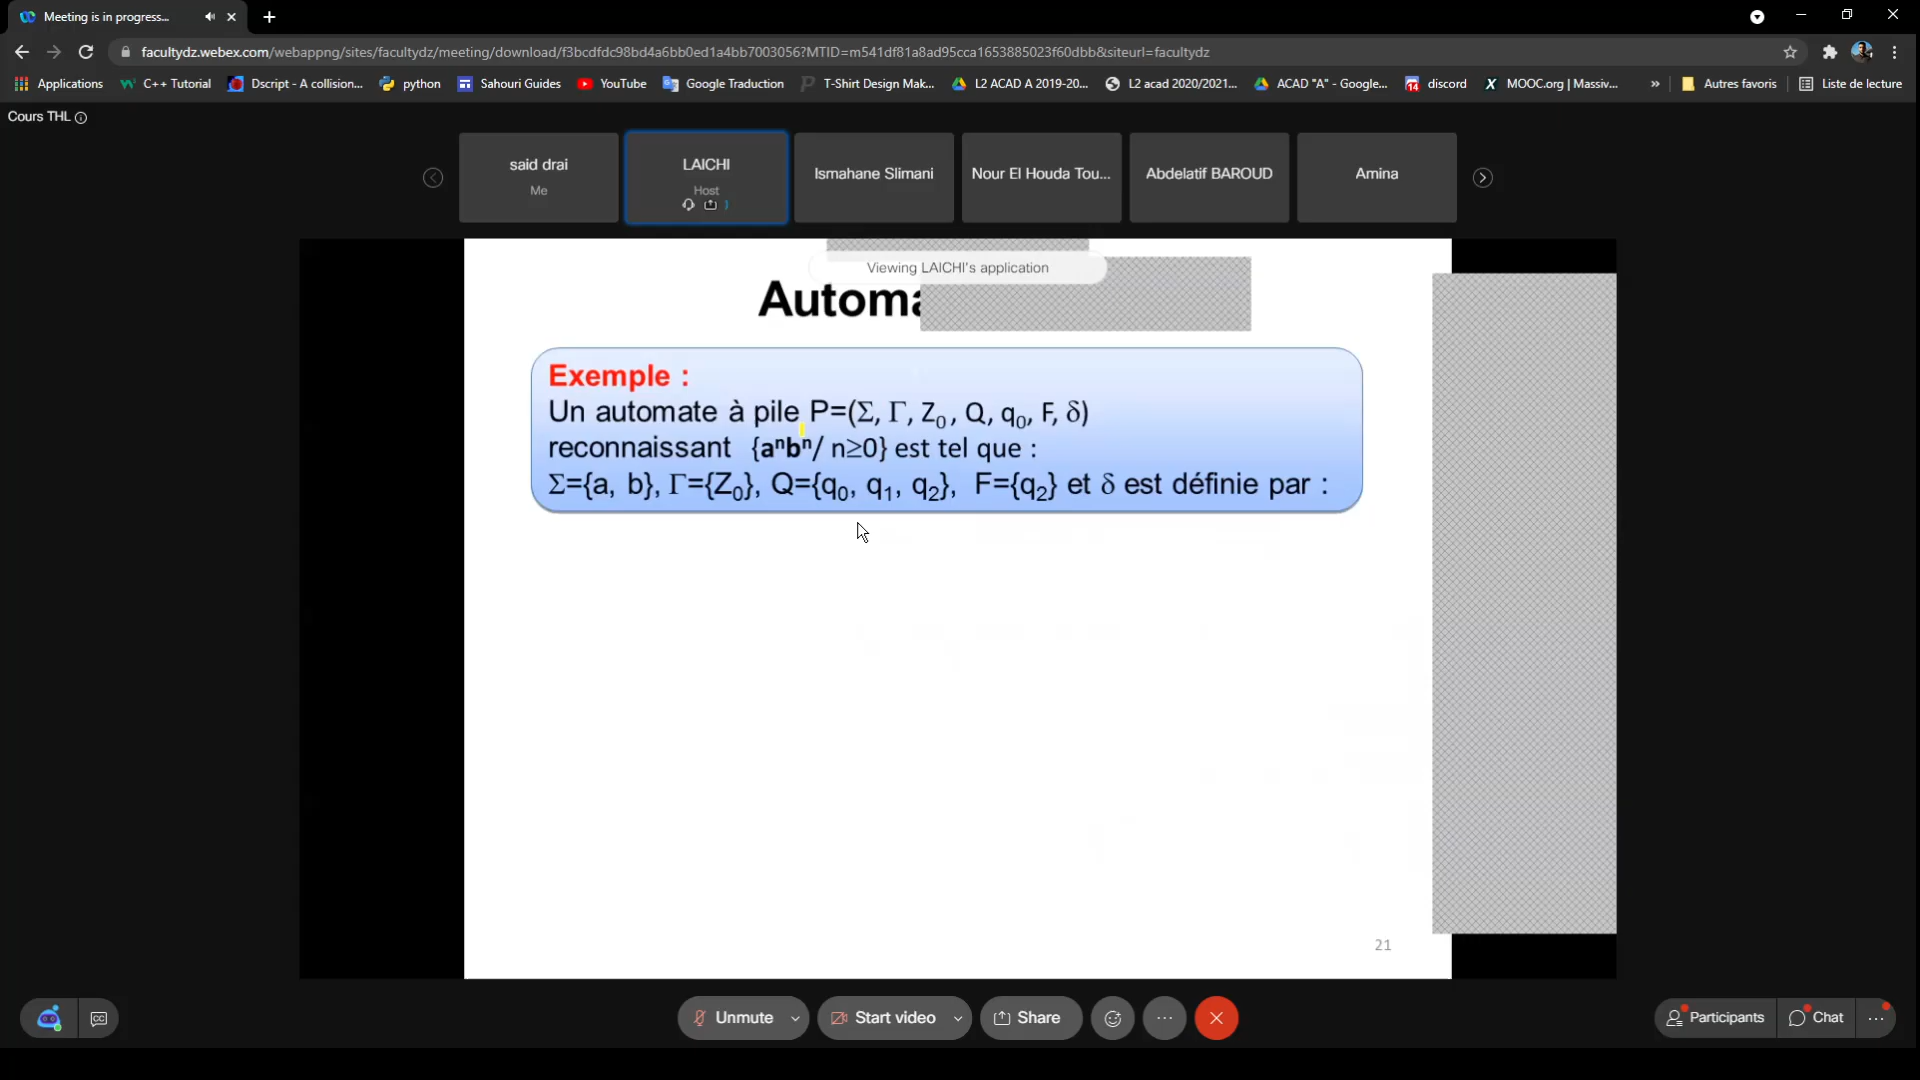 Meeting is in progress...
facultydz.webex.com/webappng/sites/facultydz/meeting/download/f3bcdfdc98bd4a6bb0ed1a4bb7003056?MTID=m541df81a8ad95cca1653885023f60dbb&siteurl=facultydz
Applications C++ Tutorial Dscript - A collision... python Sahouri Guides YouTube Google Traduction T-Shirt Design Mak... L2 ACAD A 2019-20... L2 acad 2020/2021... ACAD "A" - Google... 14 discord MOOC.org | Massiv... » Autres favoris Liste de lecture
Cours THL
said drai LAICHI Ismahane Slimani Nour El Houda Tou... Abdelatif BAROUD Amina
Me Host
Viewing LAICHI's application
Exemple :
Un automate à pile P=(Σ, Γ, Z₀, Q, q₀, F, δ)
reconnaissant {aⁿbⁿ/ n≥0} est tel que :
Σ={a, b}, Γ={Z₀}, Q={q₀, q₁, q₂}, F={q₂} et δ est définie par :
21
CC Unmute Start video Share Participants Chat